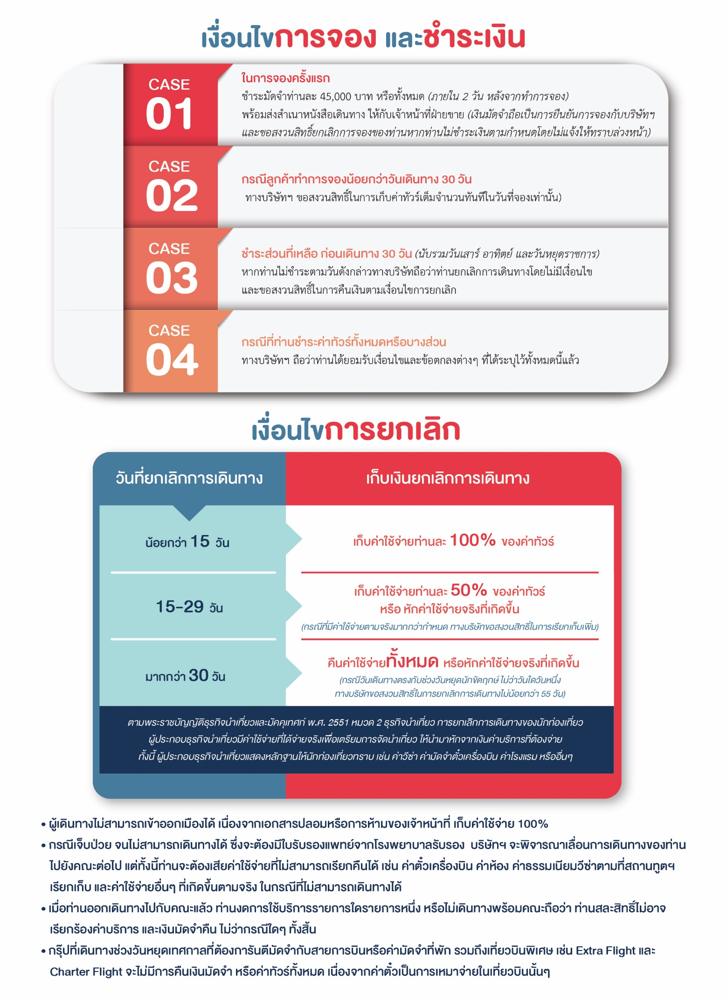 เงื่อนไขการจอง และชำระเงิน
CASE
01
ในการจองครั้งแรก
ชำระมัดจำท่านละ 45,000 บาท หรือทั้งหมด (ภายใน 2 วัน หลังจากทำการจอง)
พร้อมส่งสำเนาหนังสือเดินทาง ให้กับเจ้าหน้าที่ฝ่ายขาย (เงินมัดจำถือเป็นการยืนยันการจองกับบริษัทฯ
และขอสงวนสิทธิ์ยกเลิกการจองของท่านหากท่านไม่ชำระเงินตามกำหนดโดยไม่แจ้งให้ทราบล่วงหน้า)
CASE
02
กรณีลูกค้าทำการจองน้อยกว่าวันเดินทาง 30 วัน
ทางบริษัทฯ ขอสงวนสิทธิ์ในการเก็บค่าทัวร์เต็มจำนวนทันทีในวันที่จองเท่านั้น)
CASE
03
ชำระส่วนที่เหลือ ก่อนเดินทาง 30 วัน (นับรวมวันเสาร์ อาทิตย์ และวันหยุดราชการ)
หากท่านไม่ชำระตามวันดังกล่าวทางบริษัทถือว่าท่านยกเลิกการเดินทางโดยไม่มีเงื่อนไข
และขอสงวนสิทธิ์ในการคืนเงินตามเงื่อนไขการยกเลิก
CASE
04
กรณีที่ท่านชำระค่าทัวร์ทั้งหมดหรือบางส่วน
ทางบริษัทฯ ถือว่าท่านได้ยอมรับเงื่อนไขและข้อตกลงต่างๆ ที่ได้ระบุไว้ทั้งหมดนี้แล้ว
เงื่อนไขการยกเลิก
วันที่ยกเลิกการเดินทาง
เก็บเงินยกเลิกการเดินทาง
น้อยกว่า 15 วัน
เก็บค่าใช้จ่ายท่านละ 100% ของค่าทัวร์
15-29 วัน
เก็บค่าใช้จ่ายท่านละ 50% ของค่าทัวร์
หรือ หักค่าใช้จ่ายจริงที่เกิดขึ้น
(กรณีที่มีค่าใช้จ่ายตามจริงมากกว่ากำหนด ทางบริษัทขอสงวนสิทธิ์ในการเรียกเก็บเพิ่ม)
มากกว่า 30 วัน
คืนค่าใช้จ่ายทั้งหมด หรือหักค่าใช้จ่ายจริงที่เกิดขึ้น
(กรณีวันเดินทางตรงกับช่วงวันหยุดนักขัตฤกษ์ ไม่ว่าวันใดวันหนึ่ง
ทางบริษัทขอสงวนสิทธิ์ในการยกเลิกการเดินทางไม่น้อยกว่า 55 วัน)
ตามพระราชบัญญัติธุรกิจนำเที่ยวและมัคคุเทศก์ พ.ศ. 2551 หมวด 2 ธุรกิจนำเที่ยว การยกเลิกการเดินทางของนักท่องเที่ยว
ผู้ประกอบธุรกิจนำเที่ยวมีค่าใช้จ่ายที่ได้จ่ายจริงเพื่อเตรียมการจัดนำเที่ยว ให้นำมาหักจากเงินค่าบริการที่ต้องจ่าย
ทั้งนี้ ผู้ประกอบธุรกิจนำเที่ยวแสดงหลักฐานให้นักท่องเที่ยวทราบ เช่น ค่าวีซ่า ค่ามัดจำตั๋วเครื่องบิน ค่าโรงแรม หรืออื่นๆ
• ผู้เดินทางไม่สามารถเข้าออกเมืองได้ เนื่องจากเอกสารปลอมหรือการห้ามของเจ้าหน้าที่ เก็บค่าใช้จ่าย 100%
• กรณีเจ็บป่วย จนไม่สามารถเดินทางได้ ซึ่งจะต้องมีใบรับรองแพทย์จากโรงพยาบาลรับรอง บริษัทฯ จะพิจารณาเลื่อนการเดินทางของท่าน
ไปยังคณะต่อไป แต่ทั้งนี้ท่านจะต้องเสียค่าใช้จ่ายที่ไม่สามารถเรียกคืนได้ เช่น ค่าตั๋วเครื่องบิน ค่าห้อง ค่าธรรมเนียมวีซ่าตามที่สถานทูตฯ
เรียกเก็บ และค่าใช้จ่ายอื่นๆ ที่เกิดขึ้นตามจริง ในกรณีที่ไม่สามารถเดินทางได้
• เมื่อท่านออกเดินทางไปกับคณะแล้ว ท่านงดการใช้บริการรายการใดรายการหนึ่ง หรือไม่เดินทางพร้อมคณะถือว่า ท่านสละสิทธิ์ไม่อาจ
เรียกร้องค่าบริการ และเงินมัดจำคืน ไม่ว่ากรณีใดๆ ทั้งสิ้น
• กรุ๊ปที่เดินทางช่วงวันหยุดเทศกาลที่ต้องการันตีมัดจำกับสายการบินหรือค่ามัดจำที่พัก รวมถึงเที่ยวบินพิเศษ เช่น Extra Flight และ
Charter Flight จะไม่มีการคืนเงินมัดจำ หรือค่าทัวร์ทั้งหมด เนื่องจากค่าตั๋วเป็นการเหมาจ่ายในเที่ยวบินนั้นๆ